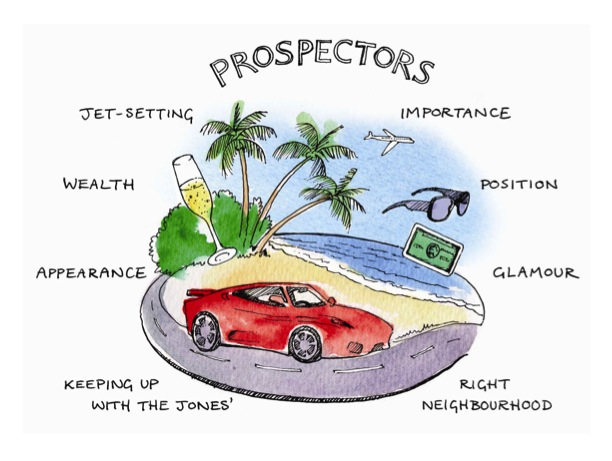 PROSPECTORS
JET-SETTING
IMPORTANCE
WEALTH
POSITION
APPEARANCE
GLAMOUR
KEEPING UP
WITH THE JONES'
RIGHT
NEIGHBOURHOOD